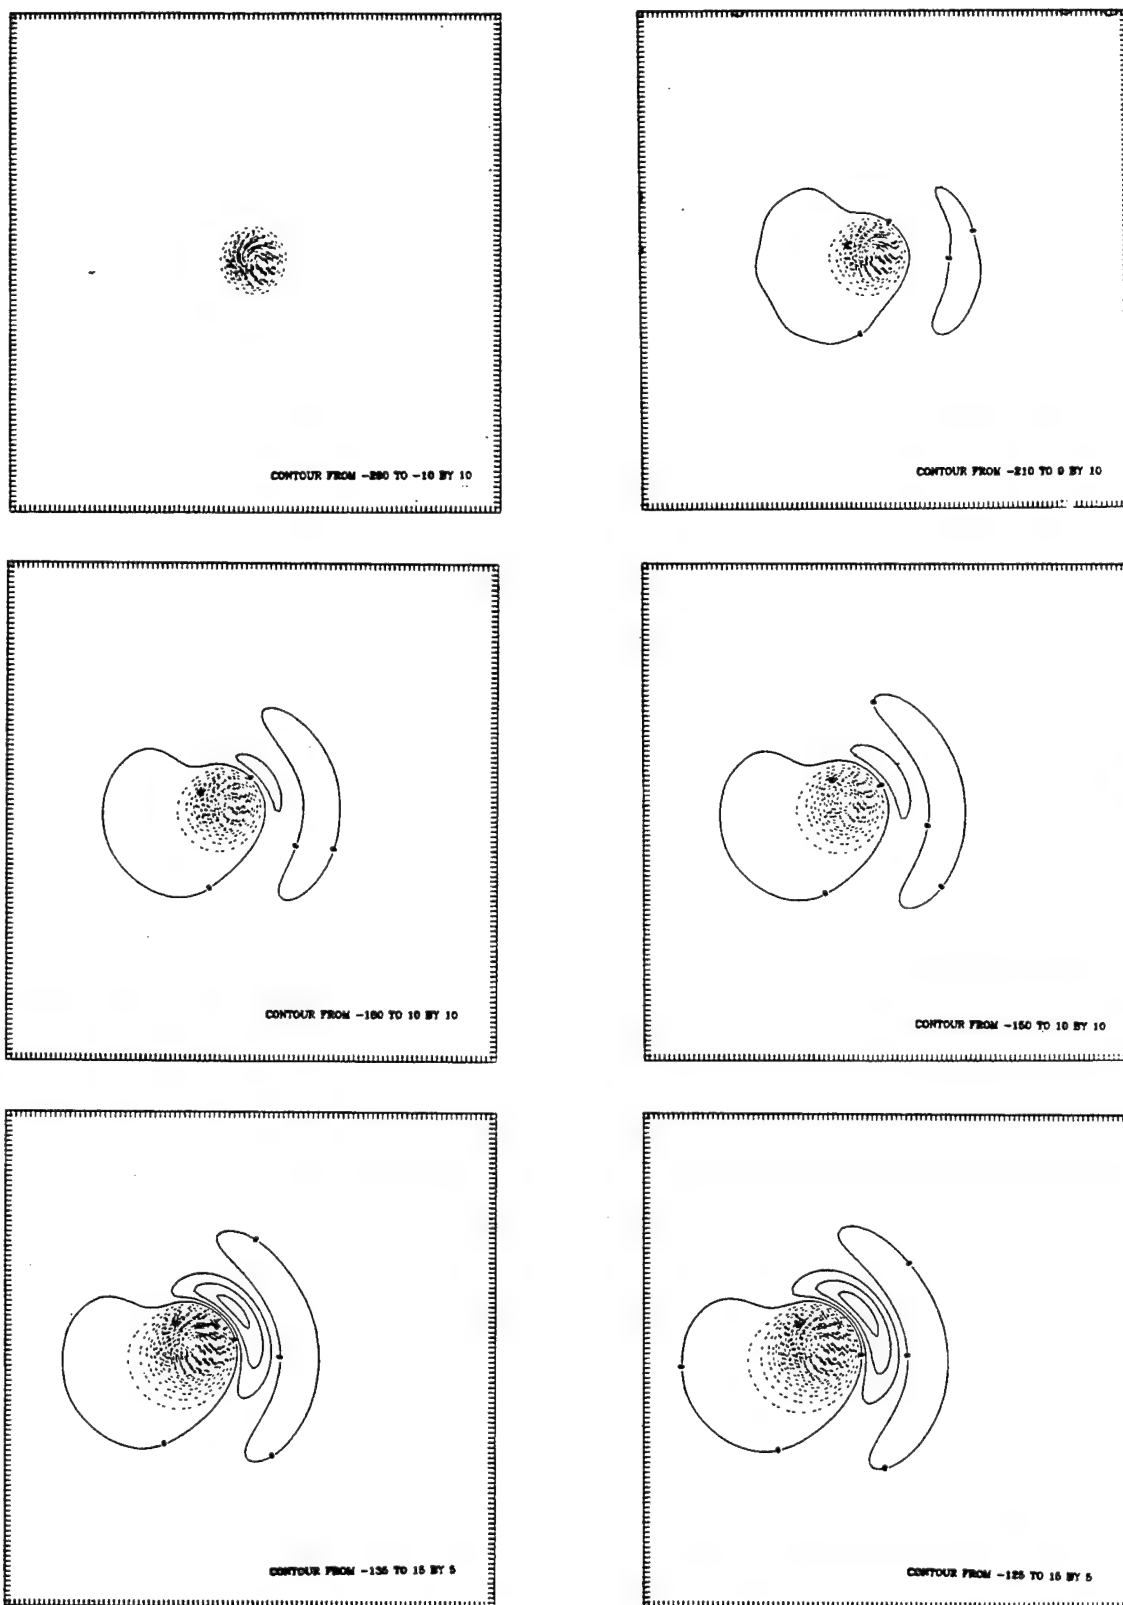 CONTOUR FROM -280 TO -10 BY 10
CONTOUR FROM -210 TO 0 BY 10
CONTOUR FROM -180 TO 10 BY 10
CONTOUR FROM -150 TO 10 BY 10
CONTOUR FROM -135 TO 15 BY 5
CONTOUR FROM -125 TO 15 BY 5